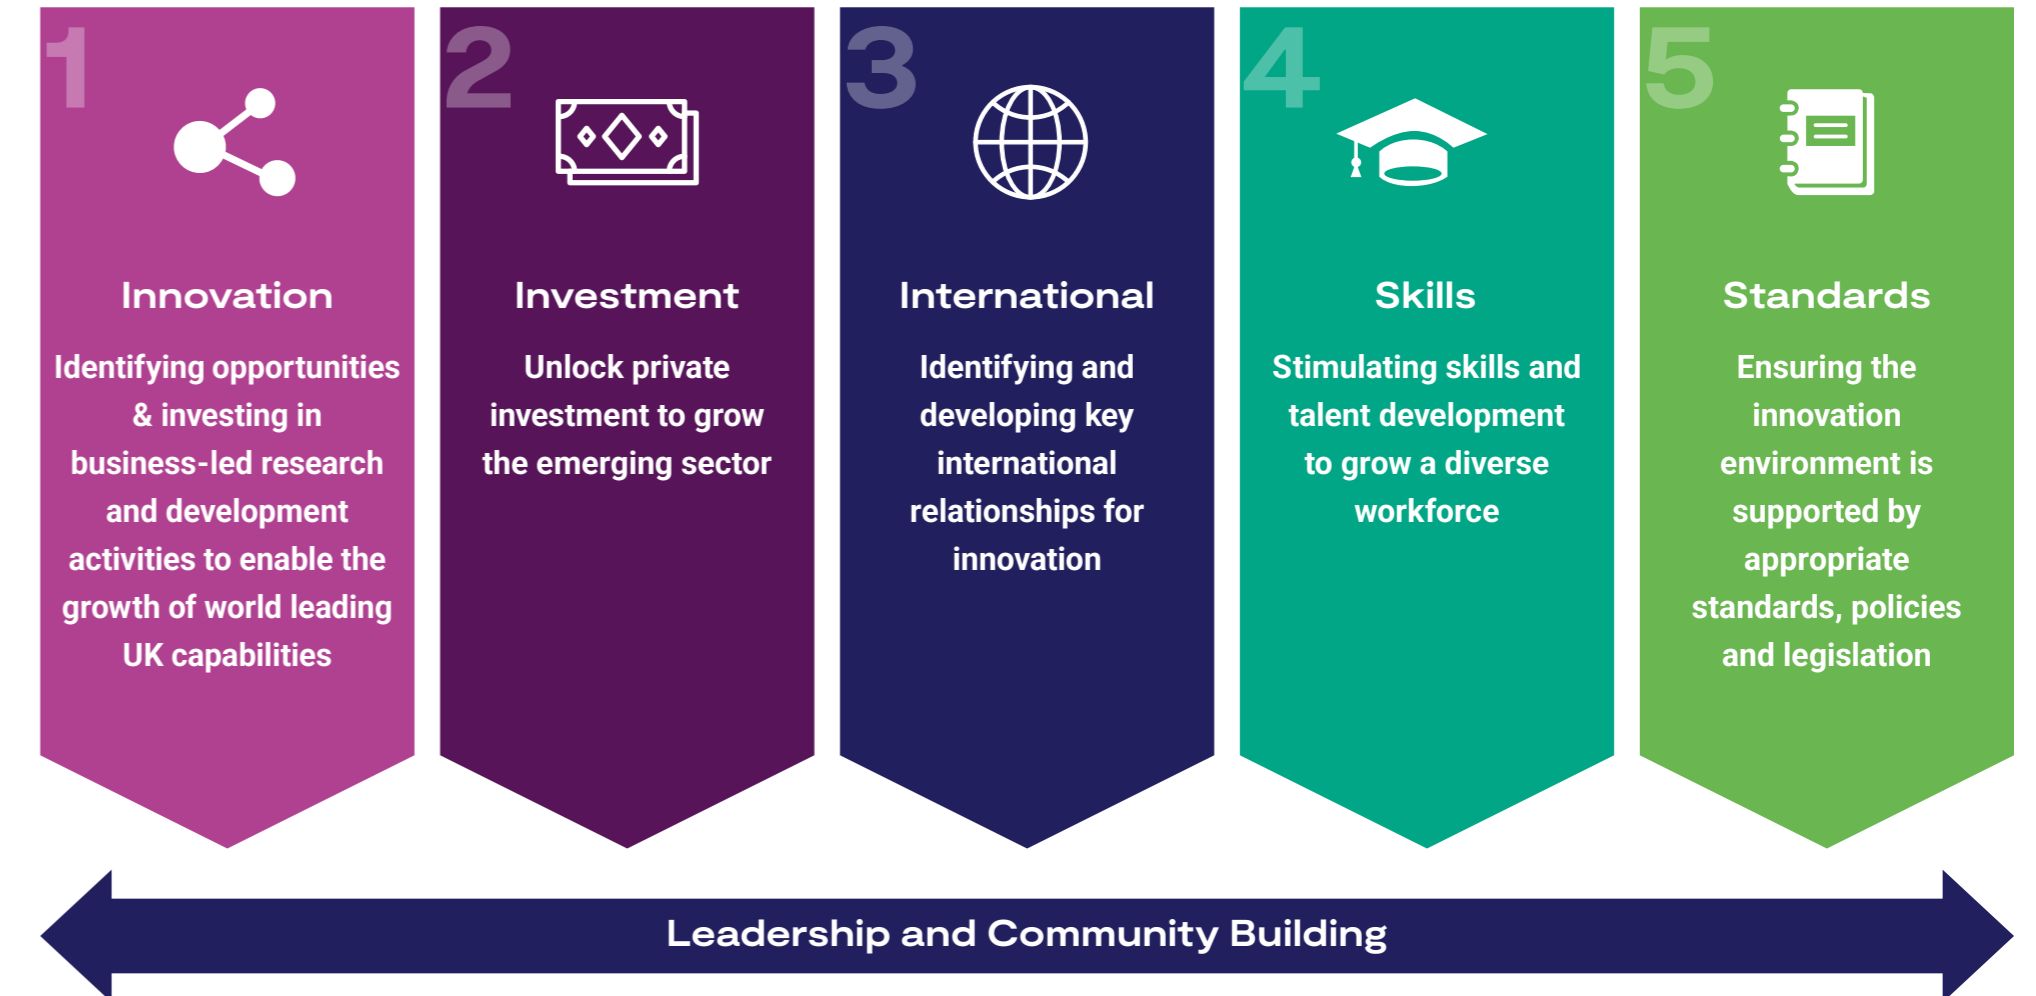 1
Innovation
Identifying opportunities
& investing in
business-led research
and development
activities to enable the
growth of world leading
UK capabilities
2
Investment
Unlock private
investment to grow
the emerging sector
3
International
Identifying and
developing key
international
relationships for
innovation
4
Skills
Stimulating skills and
talent development
to grow a diverse
workforce
5
Standards
Ensuring the
innovation
environment is
supported by
appropriate
standards, policies
and legislation
Leadership and Community Building